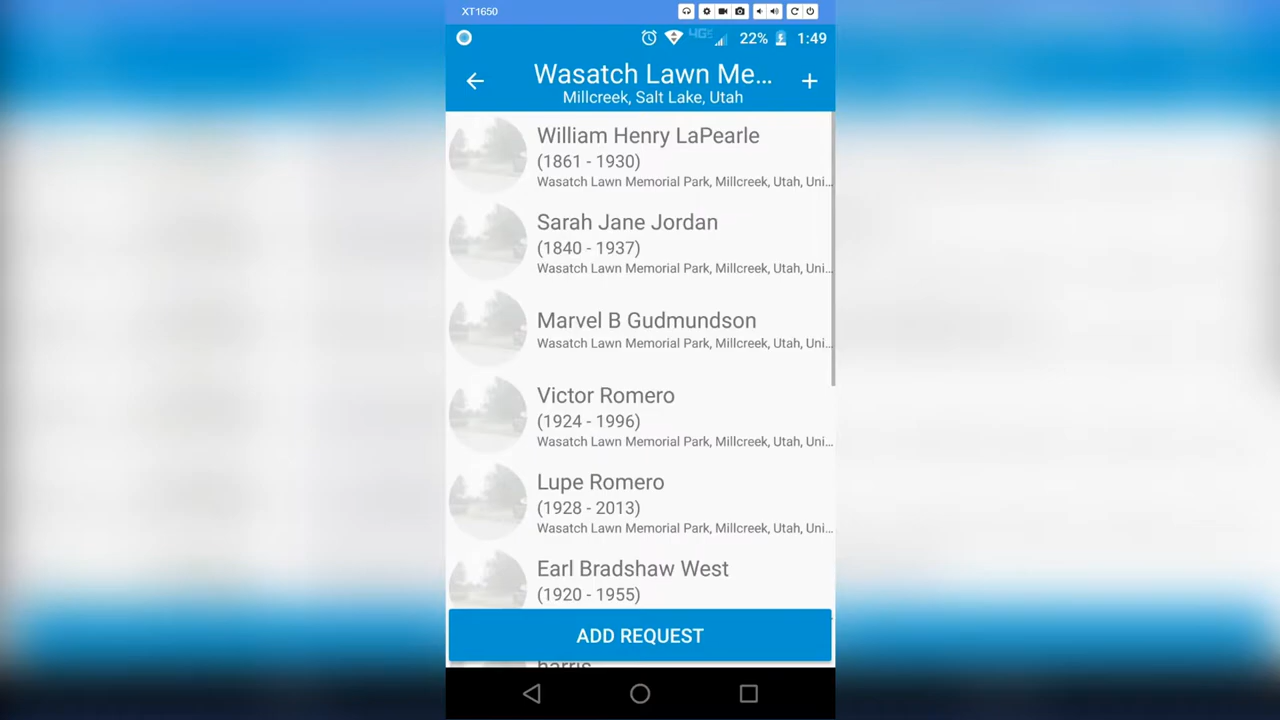 XT1650
4G
22%
1:49
Wasatch Lawn Me...
Millcreek, Salt Lake, Utah
William Henry LaPearle
(1861 - 1930)
Wasatch Lawn Memorial Park, Millcreek, Utah, Uni...
Sarah Jane Jordan
(1840 - 1937)
Wasatch Lawn Memorial Park, Millcreek, Utah, Uni...
Marvel B Gudmundson
Wasatch Lawn Memorial Park, Millcreek, Utah, Uni...
Victor Romero
(1924 - 1996)
Wasatch Lawn Memorial Park, Millcreek, Utah, Uni...
Lupe Romero
(1928 - 2013)
Wasatch Lawn Memorial Park, Millcreek, Utah, Uni...
Earl Bradshaw West
(1920 - 1955)
ADD REQUEST
harris